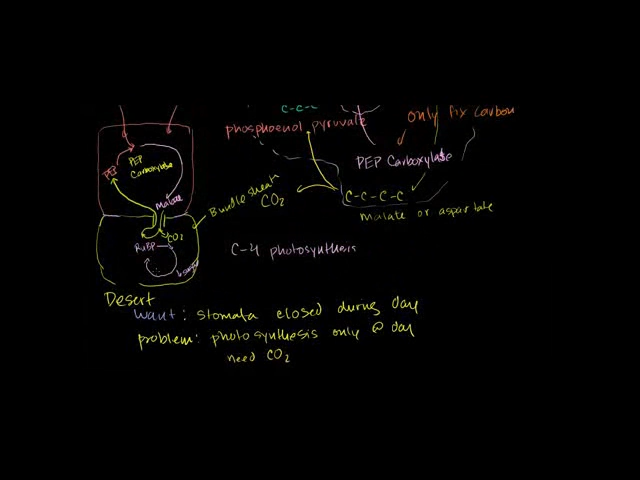 C-C-C
only fix carbon
phosphoenol pyruvate
PEP Carboxylate
PEP
Carboxylase
PEP
Malate
Bundle sheath
CO2
C-C-C-C
malate or aspartate
CO2
RuBP
C-4 photosynthesis
Desert
want: stomata closed during day
problem: photosynthesis only @ day
need CO2